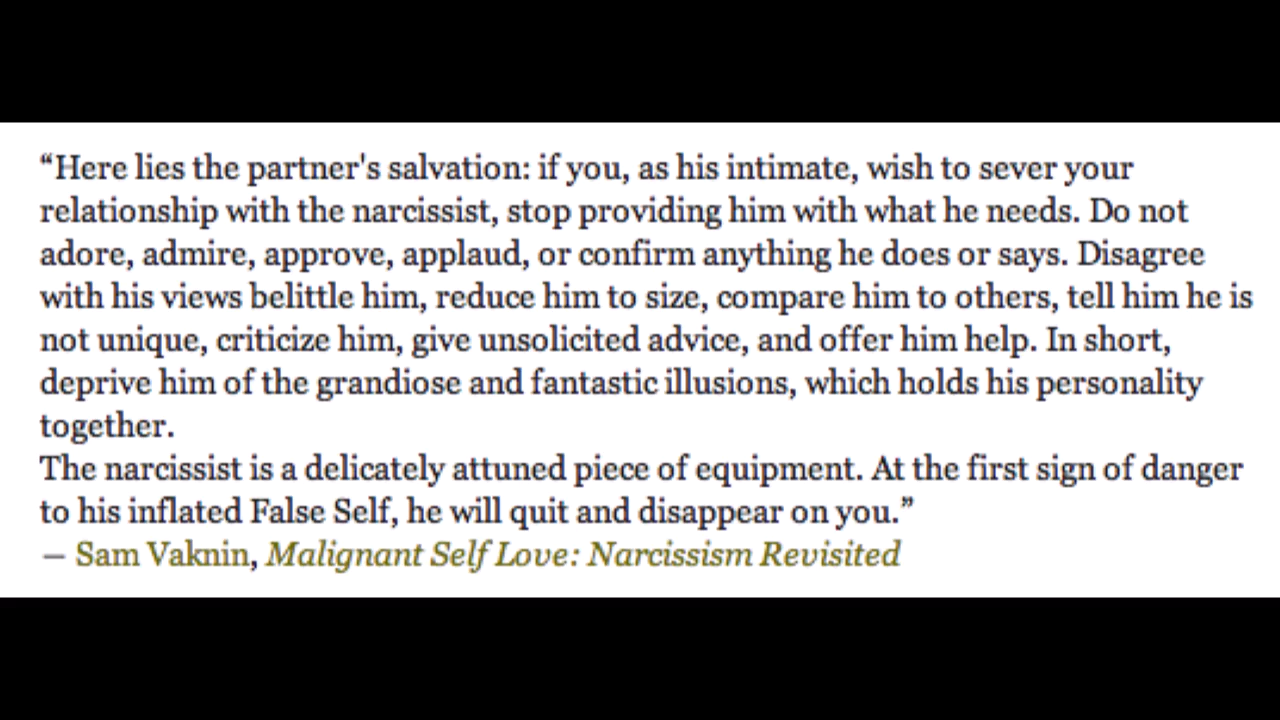 “Here lies the partner's salvation: if you, as his intimate, wish to sever your
relationship with the narcissist, stop providing him with what he needs. Do not
adore, admire, approve, applaud, or confirm anything he does or says. Disagree
with his views belittle him, reduce him to size, compare him to others, tell him he is
not unique, criticize him, give unsolicited advice, and offer him help. In short,
deprive him of the grandiose and fantastic illusions, which holds his personality
together.
The narcissist is a delicately attuned piece of equipment. At the first sign of danger
to his inflated False Self, he will quit and disappear on you.”
— Sam Vaknin, Malignant Self Love: Narcissism Revisited